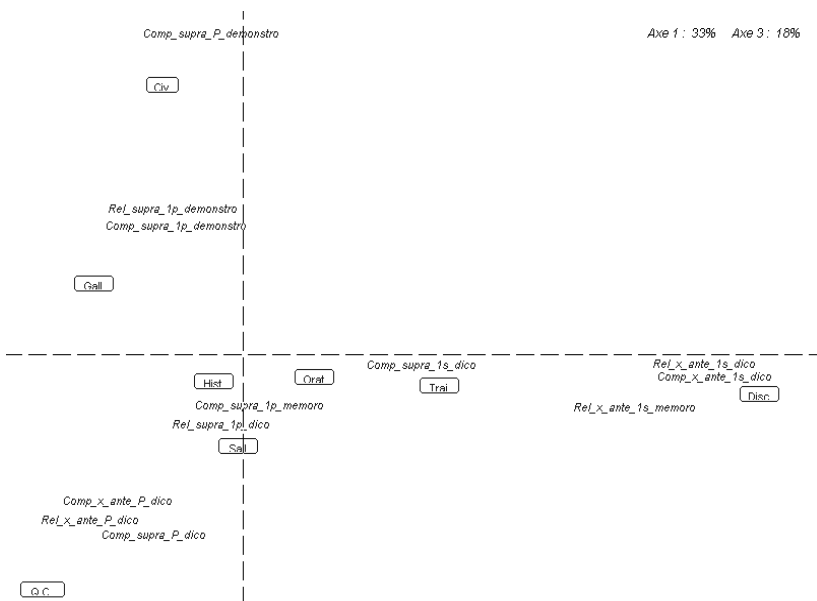 Comp_supra_P_demonstro
Axe 1 : 33% Axe 3 : 18%
Civ
Rel_supra_1p_demonstro
Comp_supra_1p_demonstro
Gall
Comp_supra_1s_dico
Rel_x_ante_1s_dico
Comp_x_ante_1s_dico
Hist
Orat
Trai
Disc
Comp_supra_1p_memoro
Rel_x_ante_1s_memoro
Rel_supra_1p_dico
Sall
Comp_x_ante_P_dico
Rel_x_ante_P_dico
Comp_supra_P_dico
Q.C.